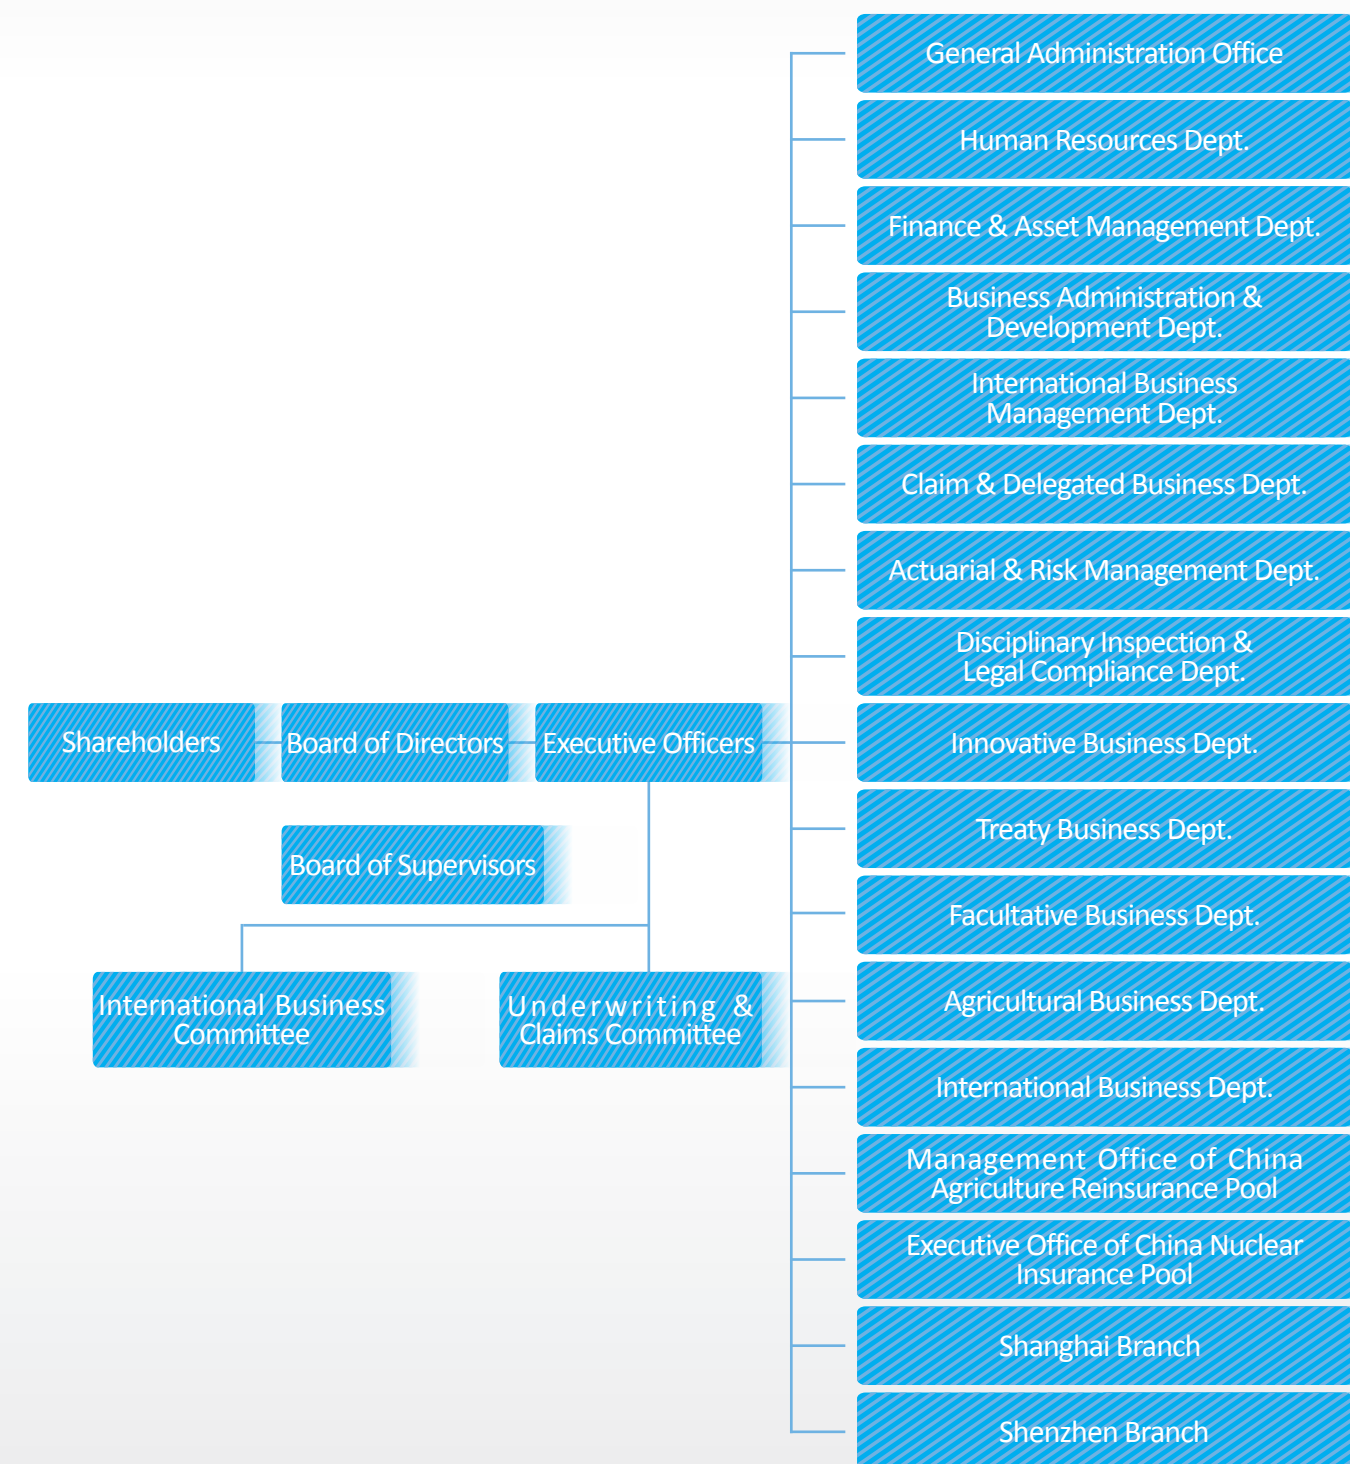 General Administration Office
Human Resources Dept.
Finance & Asset Management Dept.
Business Administration &
Development Dept.
International Business
Management Dept.
Claim & Delegated Business Dept.
Actuarial & Risk Management Dept.
Disciplinary Inspection &
Legal Compliance Dept.
Shareholders
Board of Directors
Executive Officers
Innovative Business Dept.
Treaty Business Dept.
Board of Supervisors
Facultative Business Dept.
International Business
Committee
Underwriting &
Claims Committee
Agricultural Business Dept.
International Business Dept.
Management Office of China
Agriculture Reinsurance Pool
Executive Office of China Nuclear
Insurance Pool
Shanghai Branch
Shenzhen Branch